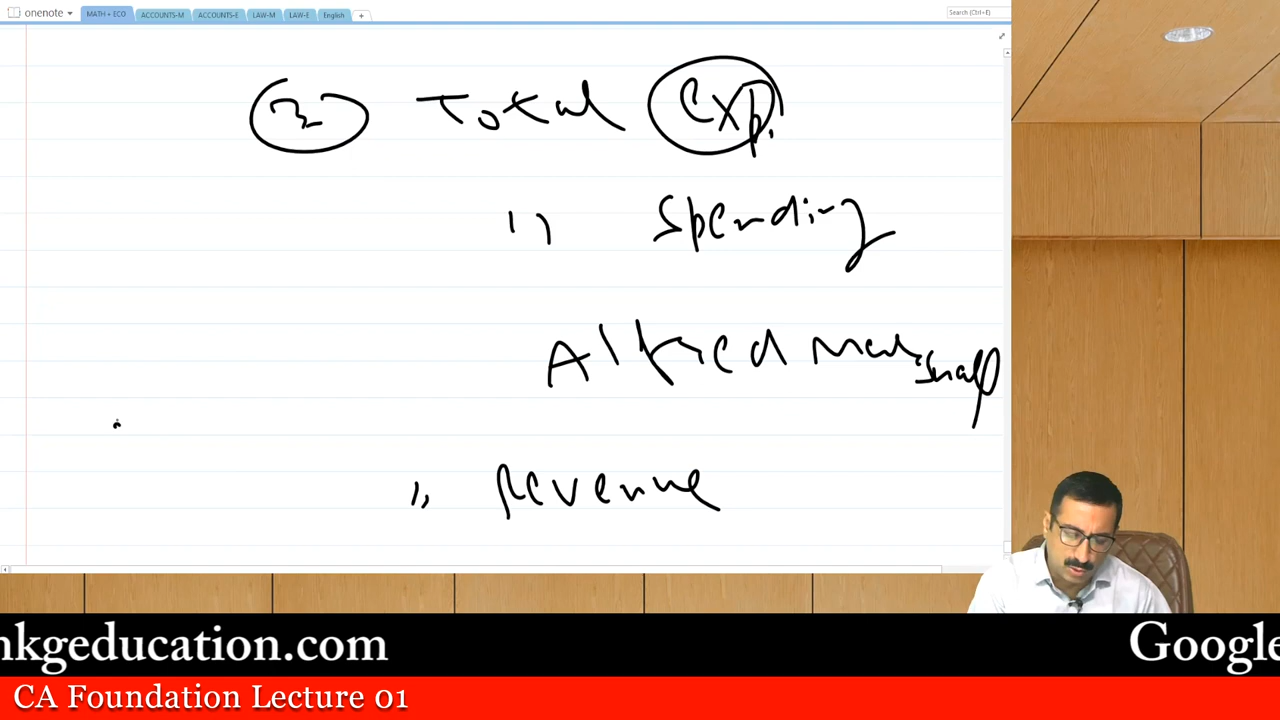 onenote
MATH + ECO
ACCOUNTS-M
ACCOUNTS-E
LAW-M
LAW-E
English
+
Search (Ctrl+E)
Total Exp.
" Spending
Alfred Marshall
" Revenue
nkgeducation.com
Google
CA Foundation Lecture 01